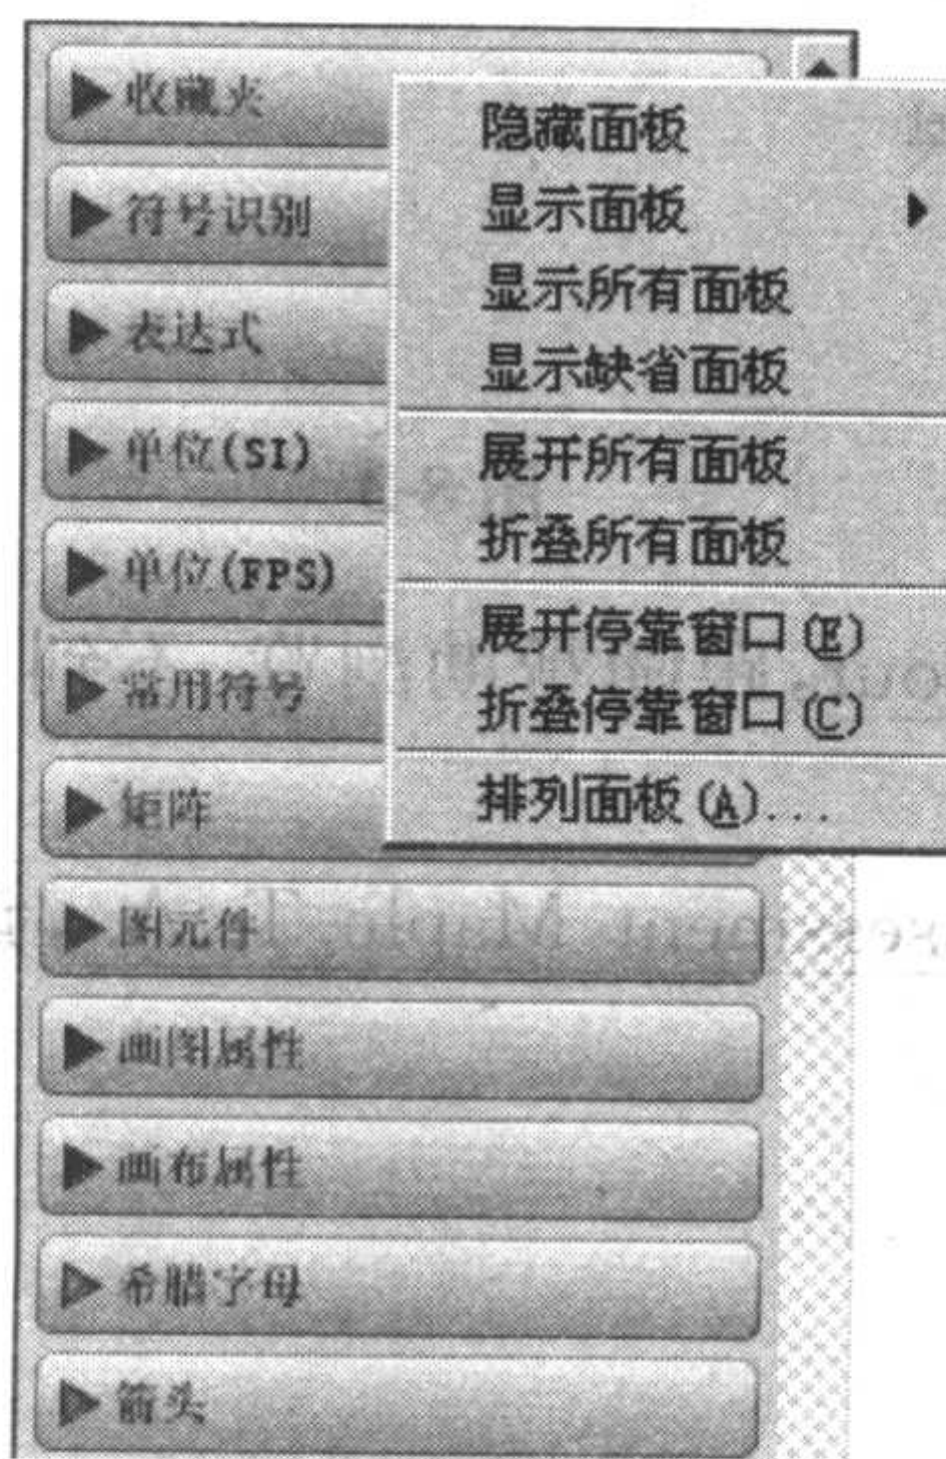 收藏夹
符号识别
表达式
单位(SI)
单位(FPS)
常用符号
矩阵
图元件
画图属性
画布属性
希腊字母
箭头
隐藏面板
显示面板
显示所有面板
显示缺省面板
展开所有面板
折叠所有面板
展开停靠窗口(E)
折叠停靠窗口(C)
排列面板(A)...